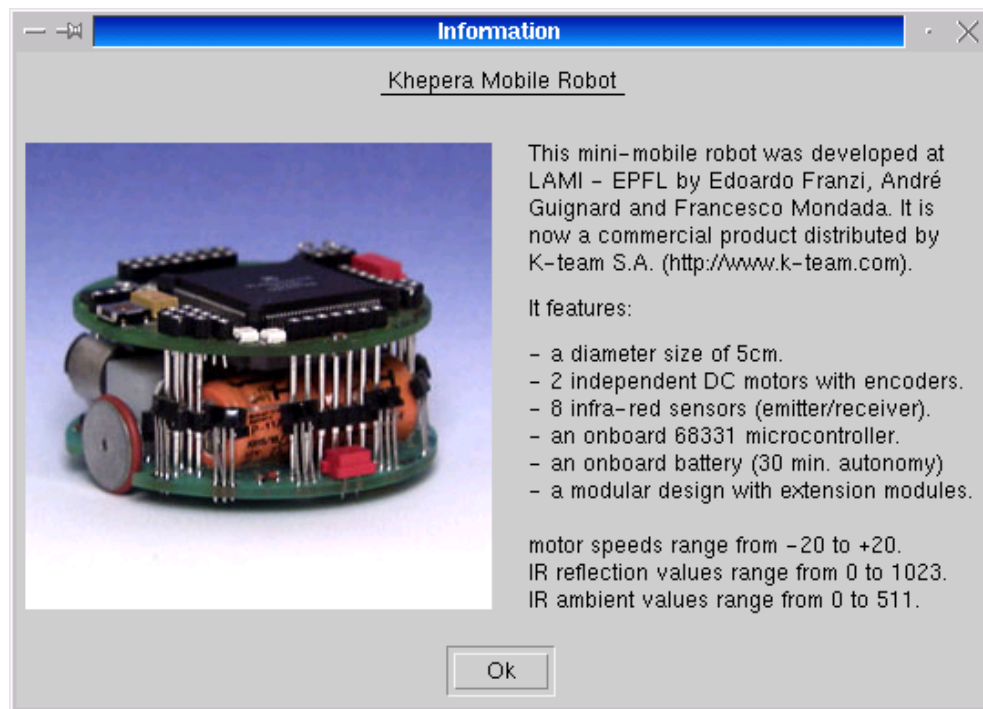 Information
Khepera Mobile Robot
This mini-mobile robot was developed at
LAMI - EPFL by Edoardo Franzi, André
Guignard and Francesco Mondada. It is
now a commercial product distributed by
K-team S.A. (http://www.k-team.com).
It features:
- a diameter size of 5cm.
- 2 independent DC motors with encoders.
- 8 infra-red sensors (emitter/receiver).
- an onboard 68331 microcontroller.
- an onboard battery (30 min. autonomy)
- a modular design with extension modules.
motor speeds range from -20 to +20.
IR reflection values range from 0 to 1023.
IR ambient values range from 0 to 511.
Ok